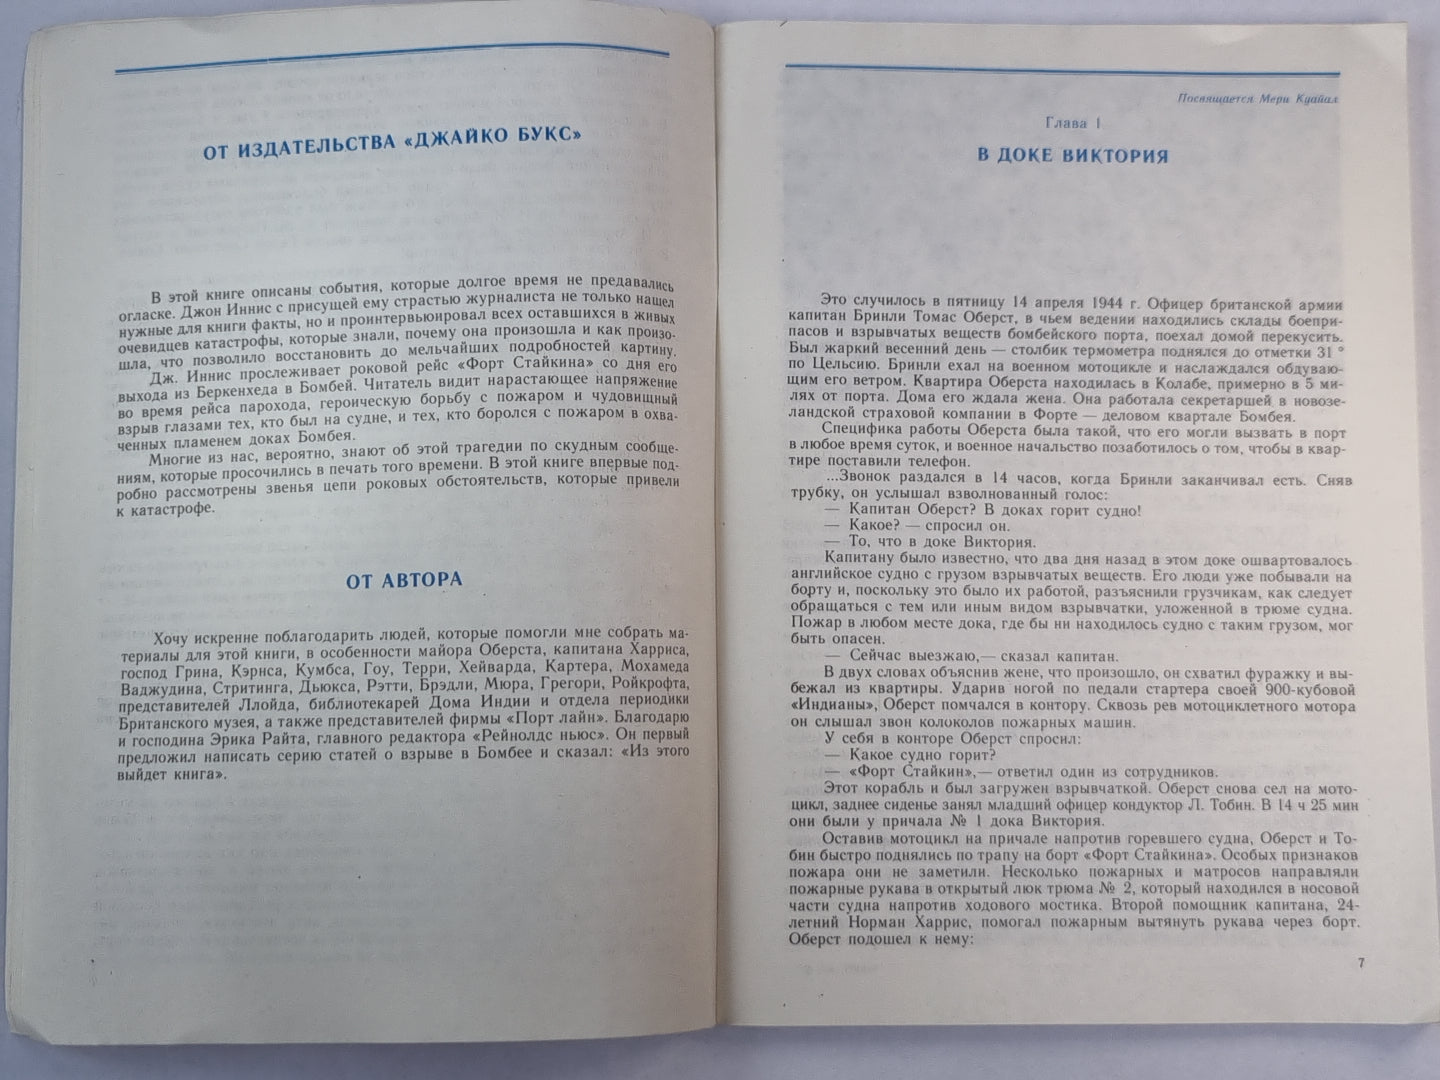 ОТ ИЗДАТЕЛЬСТВА «ДЖАЙКО БУКС»
В этой книге описаны события, которые долгое время не предавались
огласке. Джон Иннис с присущей ему страстью журналиста не только нашел
нужные для книги факты, но и проинтервьюировал всех оставшихся в живых
очевидцев катастрофы, которые знали, почему она произошла и как произо-
шла, что позволило восстановить до мельчайших подробностей картину.
Дж. Иннис прослеживает роковой рейс «Форт Стайкина» со дня его
выхода из Беркенхеда в Бомбей. Читатель видит нарастающее напряжение
во время рейса парохода, героическую борьбу с пожаром и чудовищный
взрыв глазами тех, кто был на судне, и тех, кто боролся с пожаром в охва-
ченных пламенем доках Бомбея.
Многие из нас, вероятно, знают об этой трагедии по скудным сообще-
ниям, которые просочились в печать того времени. В этой книге впервые под-
робно рассмотрены звенья цепи роковых обстоятельств, которые привели
к катастрофе.
ОТ АВТОРА
Хочу искренне поблагодарить людей, которые помогли мне собрать ма-
териалы для этой книги, в особенности майора Оберста, капитана Харриса,
господ Грина, Кэрнса, Кумбса, Гоу, Терри, Хейварда, Картера, Мохамеда
Ваджудина, Стритинга, Дьюкса, Рэтти, Брэдли, Мюра, Грегори, Ройкрофта,
представителей Ллойда, библиотекарей Дома Индии и отдела периодики
Британского музея, а также представителей фирмы «Порт лайн». Благодарю
и господина Эрика Райта, главного редактора «Рейнолдс ньюс». Он первый
предложил написать серию статей о взрыве в Бомбее и сказал: «Из этого
выйдет книга».
Посвящается Мери Куайал
Глава 1
В ДОКЕ ВИКТОРИЯ
Это случилось в пятницу 14 апреля 1944 г. Офицер британской армии
капитан Бринли Томас Оберст, в чьем ведении находились склады боепри-
пасов и взрывчатых веществ бомбейского порта, поехал домой перекусить.
Был жаркий весенний день — столбик термометра поднялся до отметки 31 °
по Цельсию. Бринли ехал на военном мотоцикле и наслаждался обдуваю-
щим его ветром. Квартира Оберста находилась в Колабе, примерно в 5 ми-
лях от порта. Дома его ждала жена. Она работала секретаршей в новозе-
ландской страховой компании в Форте — деловом квартале Бомбея.
Специфика работы Оберста была такой, что его могли вызвать в порт
в любое время суток, и военное начальство позаботилось о том, чтобы в квар-
тире поставили телефон.
...Звонок раздался в 14 часов, когда Бринли заканчивал есть. Сняв
трубку, он услышал взволнованный голос:
— Капитан Оберст? В доках горит судно!
— Какое? — спросил он.
— То, что в доке Виктория.
Капитану было известно, что два дня назад в этом доке ошвартовалось
английское судно с грузом взрывчатых веществ. Его люди уже побывали на
борту и, поскольку это было их работой, разъяснили грузчикам, как следует
обращаться с тем или иным видом взрывчатки, уложенной в трюме судна.
Пожар в любом месте дока, где бы ни находилось судно с таким грузом, мог
быть опасен.
— Сейчас выезжаю,— сказал капитан.
В двух словах объяснив жене, что произошло, он схватил фуражку и вы-
бежал из квартиры. Ударив ногой по педали стартера своей 900-кубовой
«Индианы», Оберст помчался в контору. Сквозь рев мотоциклетного мотора
он слышал звон колоколов пожарных машин.
У себя в конторе Оберст спросил:
— Какое судно горит?
— «Форт Стайкин»,— ответил один из сотрудников.
Этот корабль и был загружен взрывчаткой. Оберст снова сел на мото-
цикл, заднее сиденье занял младший офицер кондуктор Л. Тобин. В 14 ч 25 мин
они были у причала № 1 дока Виктория.
Оставив мотоцикл на причале напротив горевшего судна, Оберст и То-
бин быстро поднялись по трапу на борт «Форт Стайкина». Особых признаков
пожара они не заметили. Несколько пожарных и матросов направляли
пожарные рукава в открытый люк трюма № 2, который находился в носовой
части судна напротив ходового мостика. Второй помощник капитана, 24-
летний Норман Харрис, помогал пожарным вытянуть рукава через борт.
Оберст подошел к нему:
7